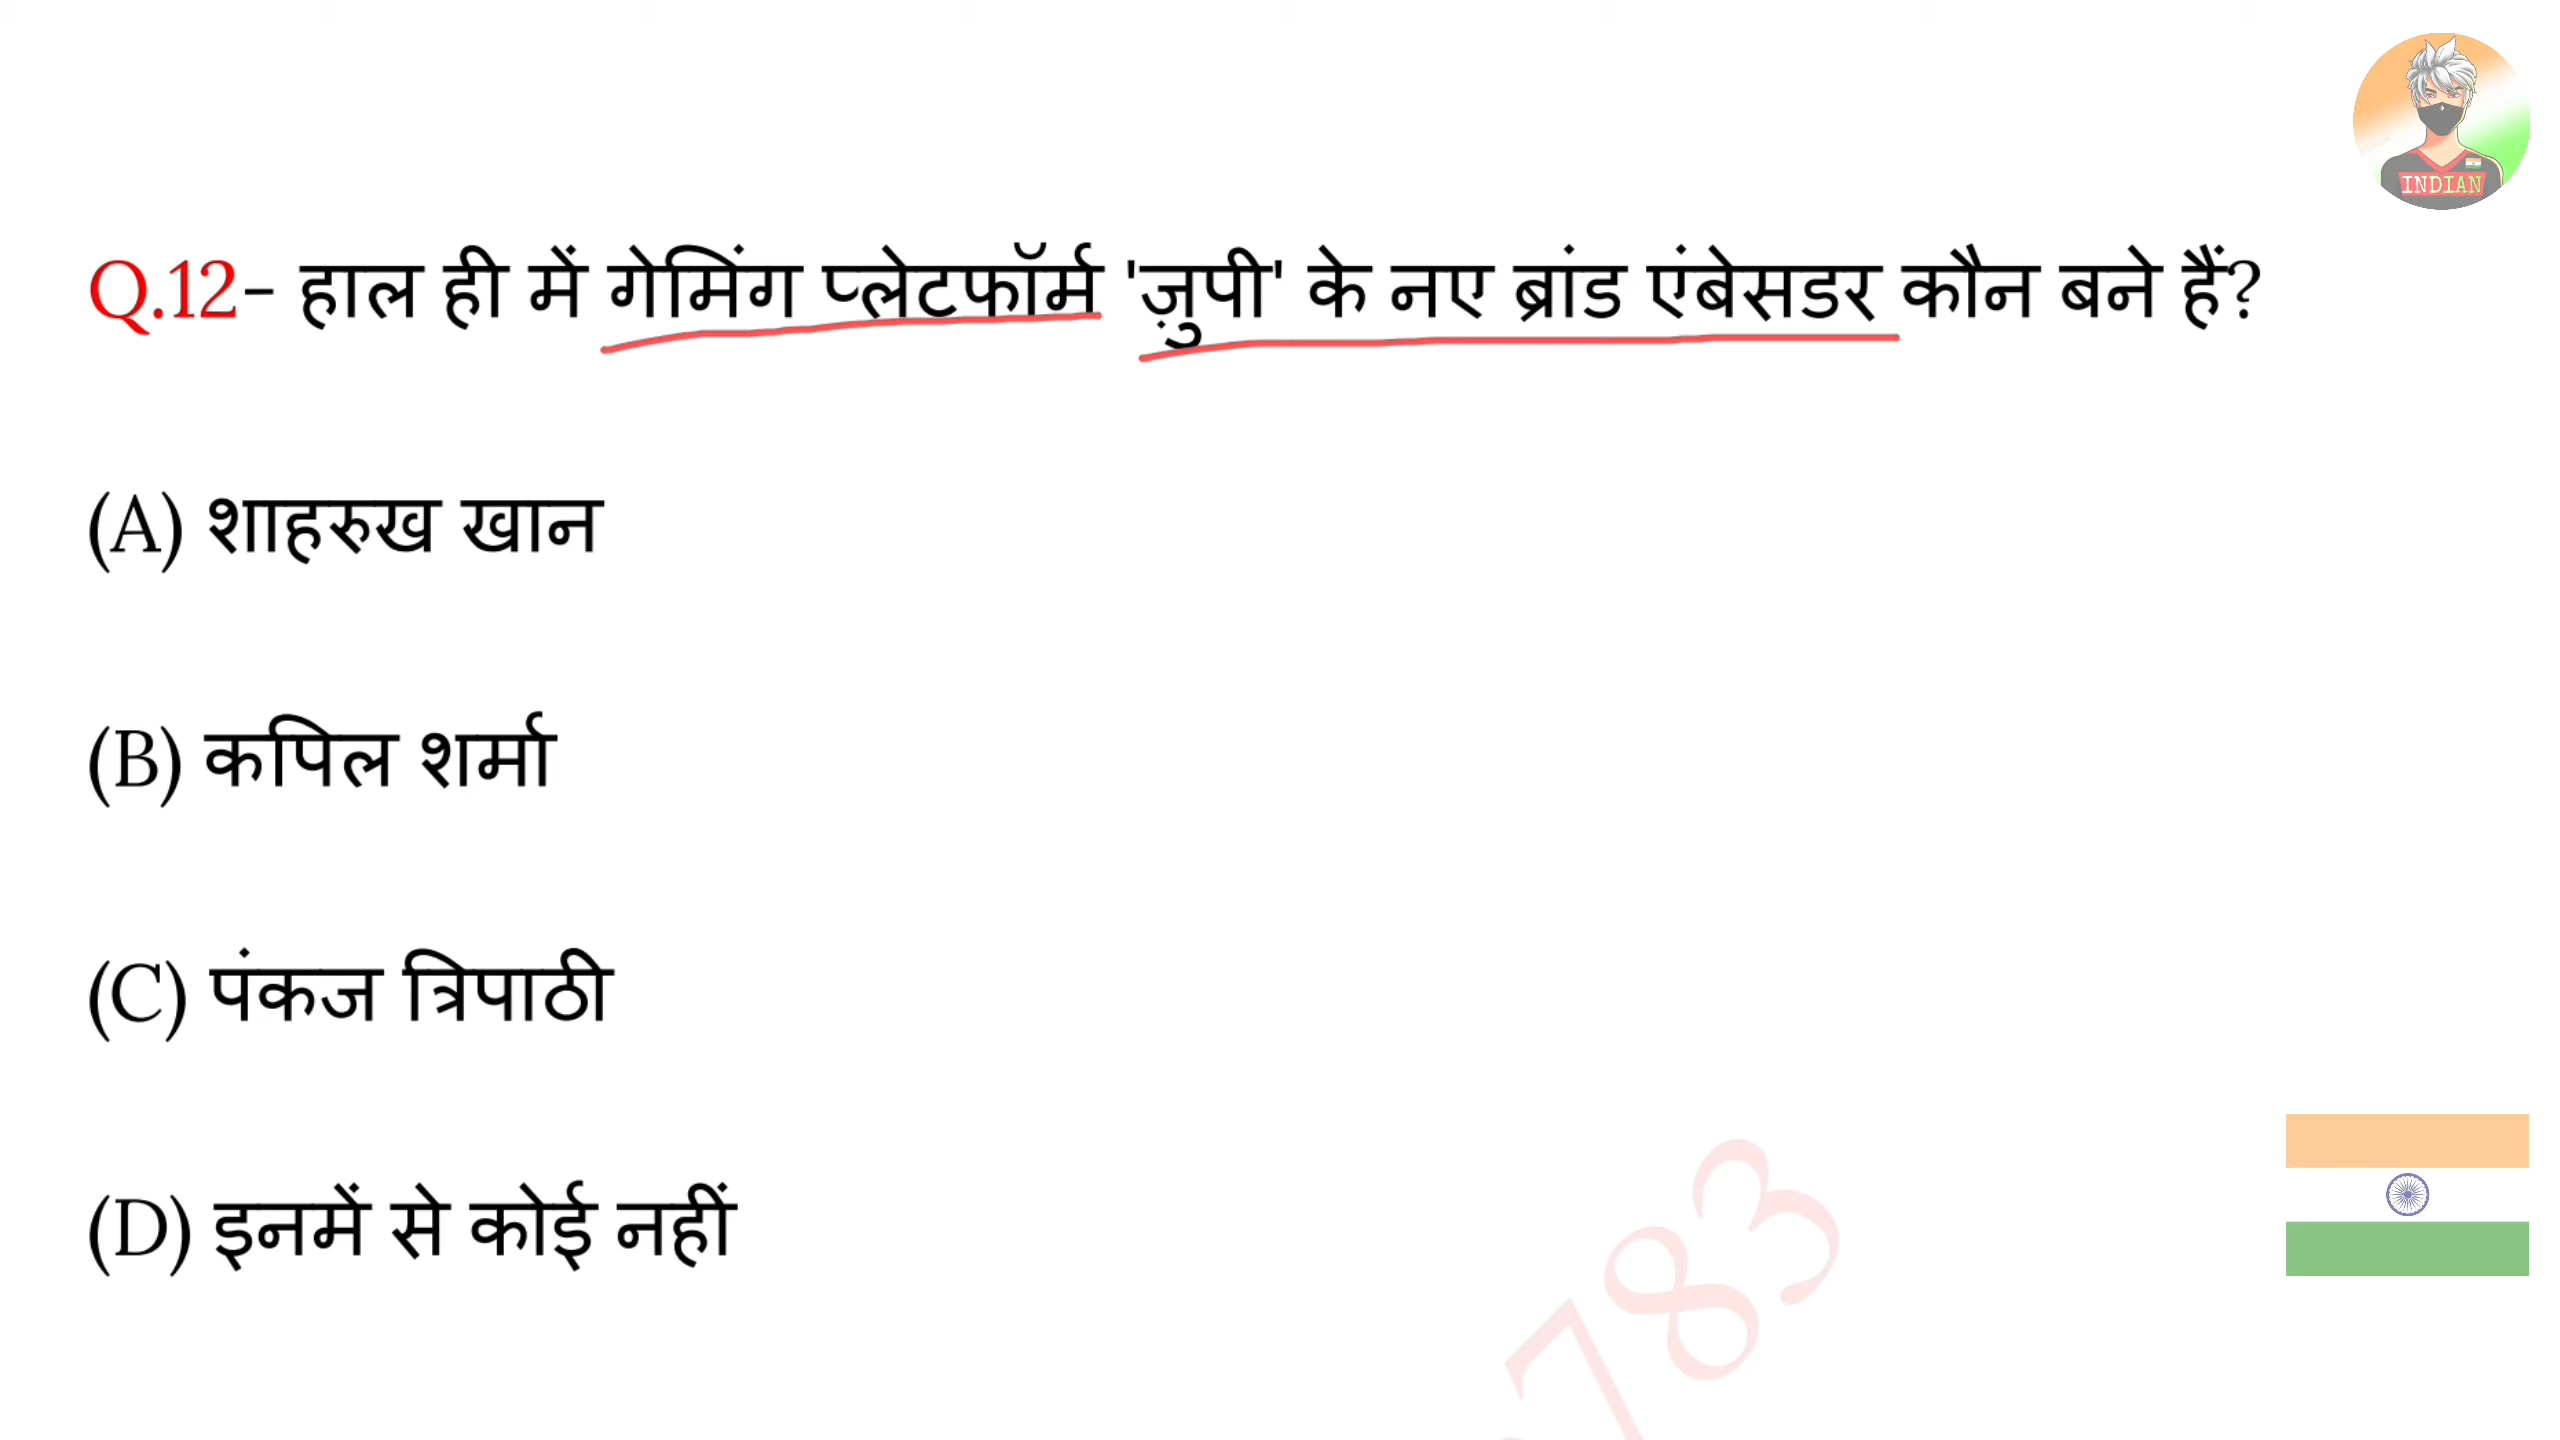 INDIAN
Q.12- हाल ही में गेमिंग प्लेटफॉर्म 'ज़ुपी' के नए ब्रांड एंबेसडर कौन बने हैं?
(A) शाहरुख खान
(B) कपिल शर्मा
(C) पंकज त्रिपाठी
(D) इनमें से कोई नहीं
783